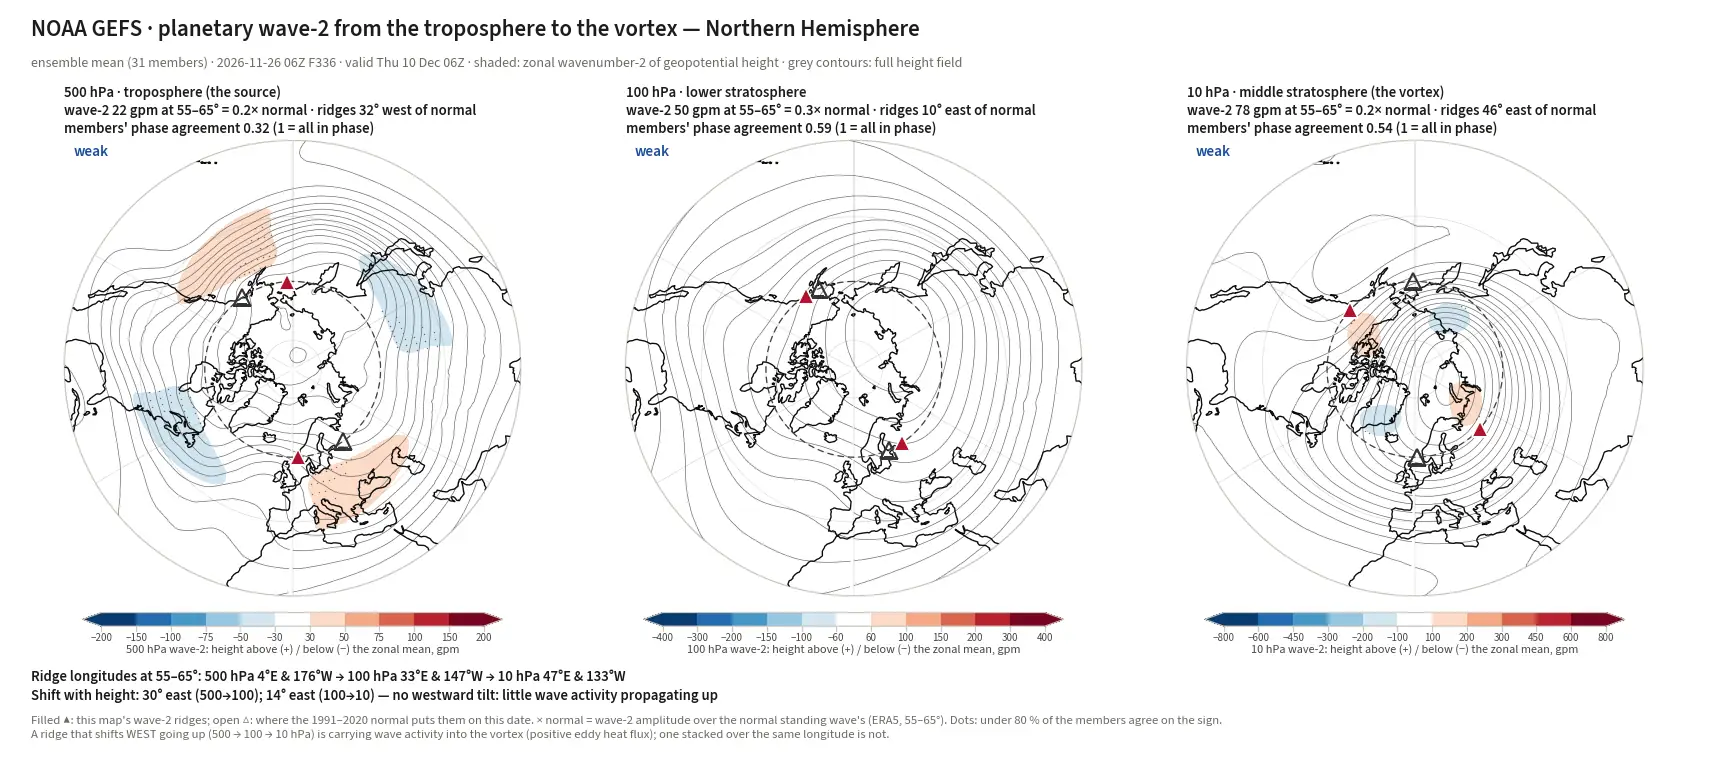 NOAA GEFS · planetary wave-2 from the troposphere to the vortex — Northern Hemisphere
ensemble mean (31 members) · 2026-11-26 06Z F336 · valid Thu 10 Dec 06Z · shaded: zonal wavenumber-2 of geopotential height · grey contours: full height field
500 hPa · troposphere (the source)
wave-2 22 gpm at 55–65° = 0.2× normal · ridges 32° west of normal
members' phase agreement 0.32 (1 = all in phase)
weak
100 hPa · lower stratosphere
wave-2 50 gpm at 55–65° = 0.3× normal · ridges 10° east of normal
members' phase agreement 0.59 (1 = all in phase)
weak
10 hPa · middle stratosphere (the vortex)
wave-2 78 gpm at 55–65° = 0.2× normal · ridges 46° east of normal
members' phase agreement 0.54 (1 = all in phase)
weak
−200 −150 −100 −75 −50 −30 30 50 75 100 150 200
500 hPa wave-2: height above (+) / below (−) the zonal mean, gpm
−400 −300 −200 −150 −100 −60 60 100 150 200 300 400
100 hPa wave-2: height above (+) / below (−) the zonal mean, gpm
−800 −600 −450 −300 −200 −100 100 200 300 450 600 800
10 hPa wave-2: height above (+) / below (−) the zonal mean, gpm
Ridge longitudes at 55–65°: 500 hPa 4°E & 176°W → 100 hPa 33°E & 147°W → 10 hPa 47°E & 133°W
Shift with height: 30° east (500→100); 14° east (100→10) — no westward tilt: little wave activity propagating up
Filled ▲: this map's wave-2 ridges; open △: where the 1991–2020 normal puts them on this date. × normal = wave-2 amplitude over the normal standing wave's (ERA5, 55–65°). Dots: under 80 % of the members agree on the sign.
A ridge that shifts WEST going up (500 → 100 → 10 hPa) is carrying wave activity into the vortex (positive eddy heat flux); one stacked over the same longitude is not.